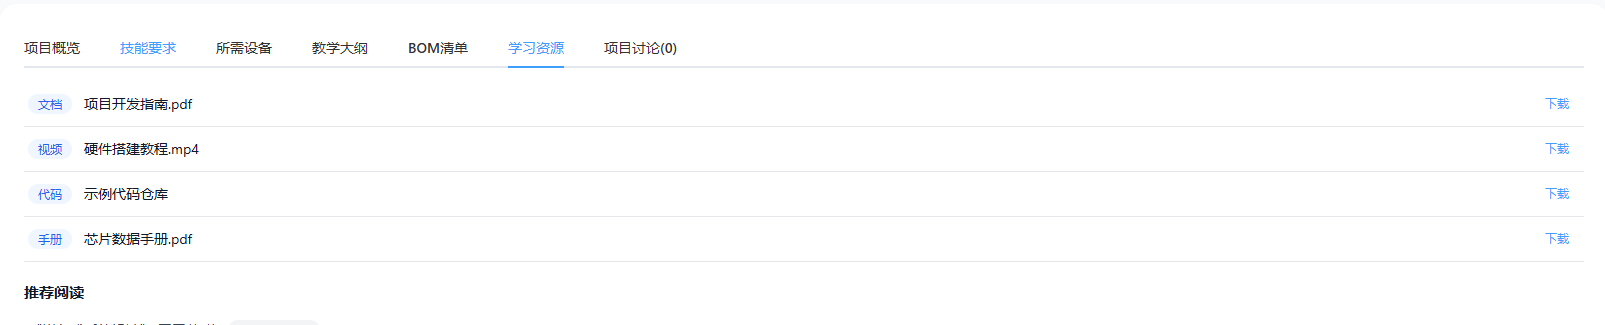 项目概览 技能要求 所需设备 教学大纲 BOM清单 学习资源 项目讨论(0)
文档 项目开发指南.pdf 下载
视频 硬件搭建教程.mp4 下载
代码 示例代码仓库 下载
手册 芯片数据手册.pdf 下载
推荐阅读